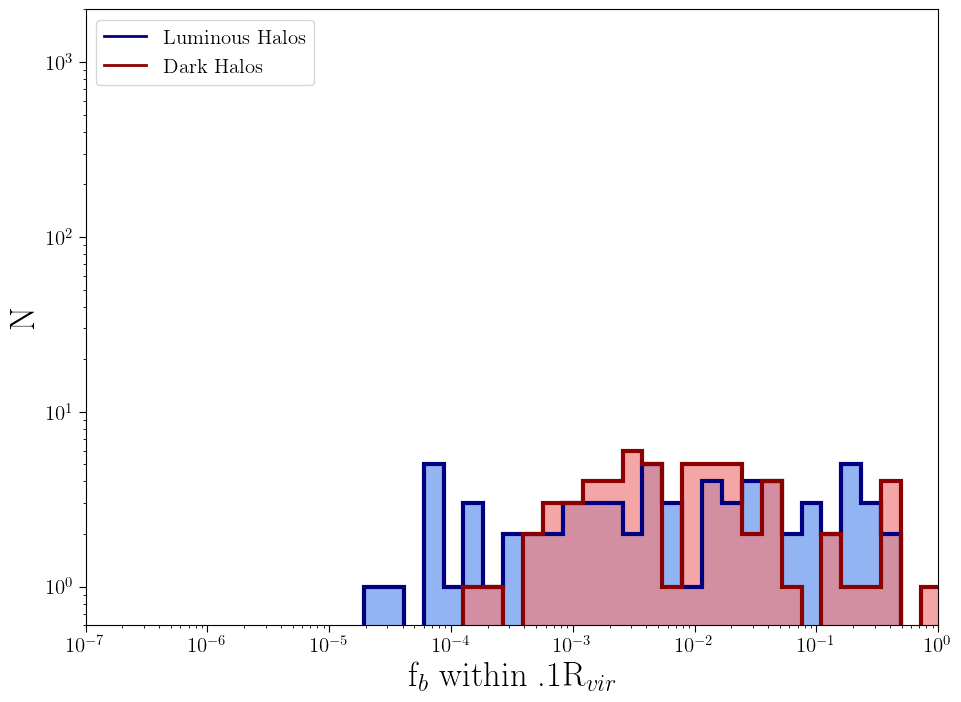 Luminous Halos
Dark Halos
10³
10²
10¹
10⁰
N
10⁻⁷ 10⁻⁶ 10⁻⁵ 10⁻⁴ 10⁻³ 10⁻² 10⁻¹ 10⁰
f_b within .1R_vir